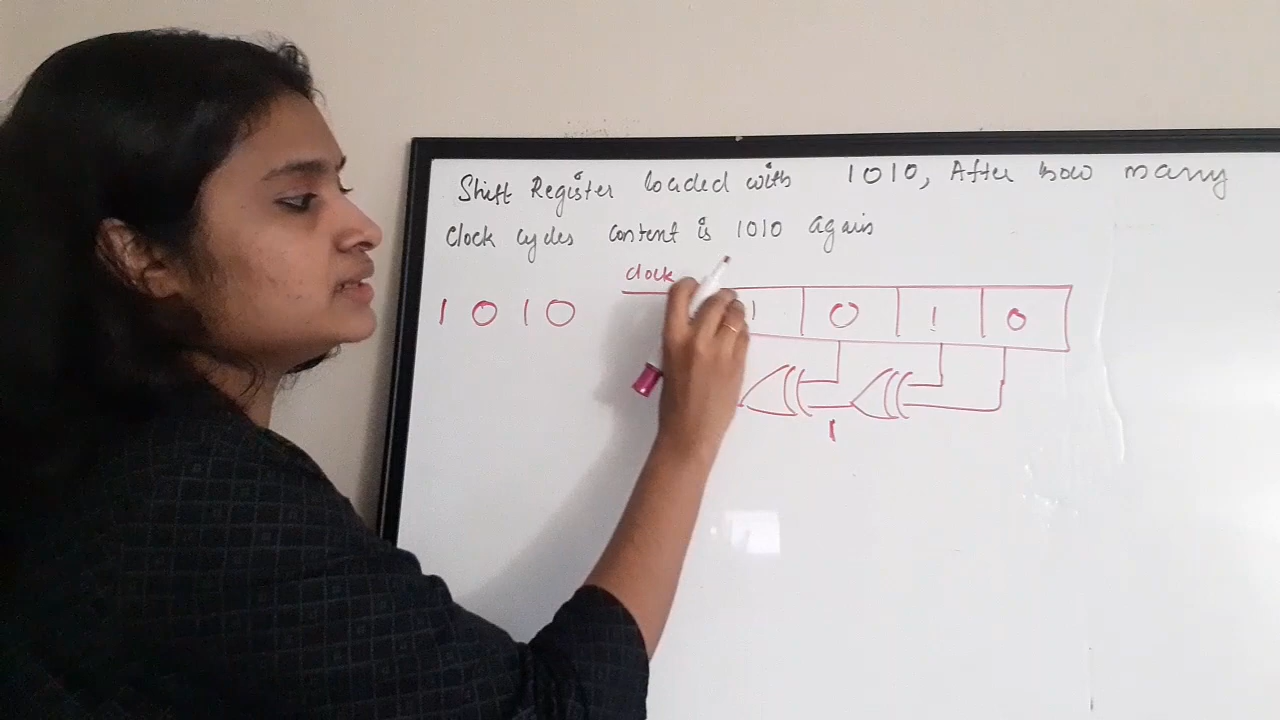 Shift Register loaded with 1010, After how many
clock cycles content is 1010 again
clock
1 0 1 0
1 0 1 0
1